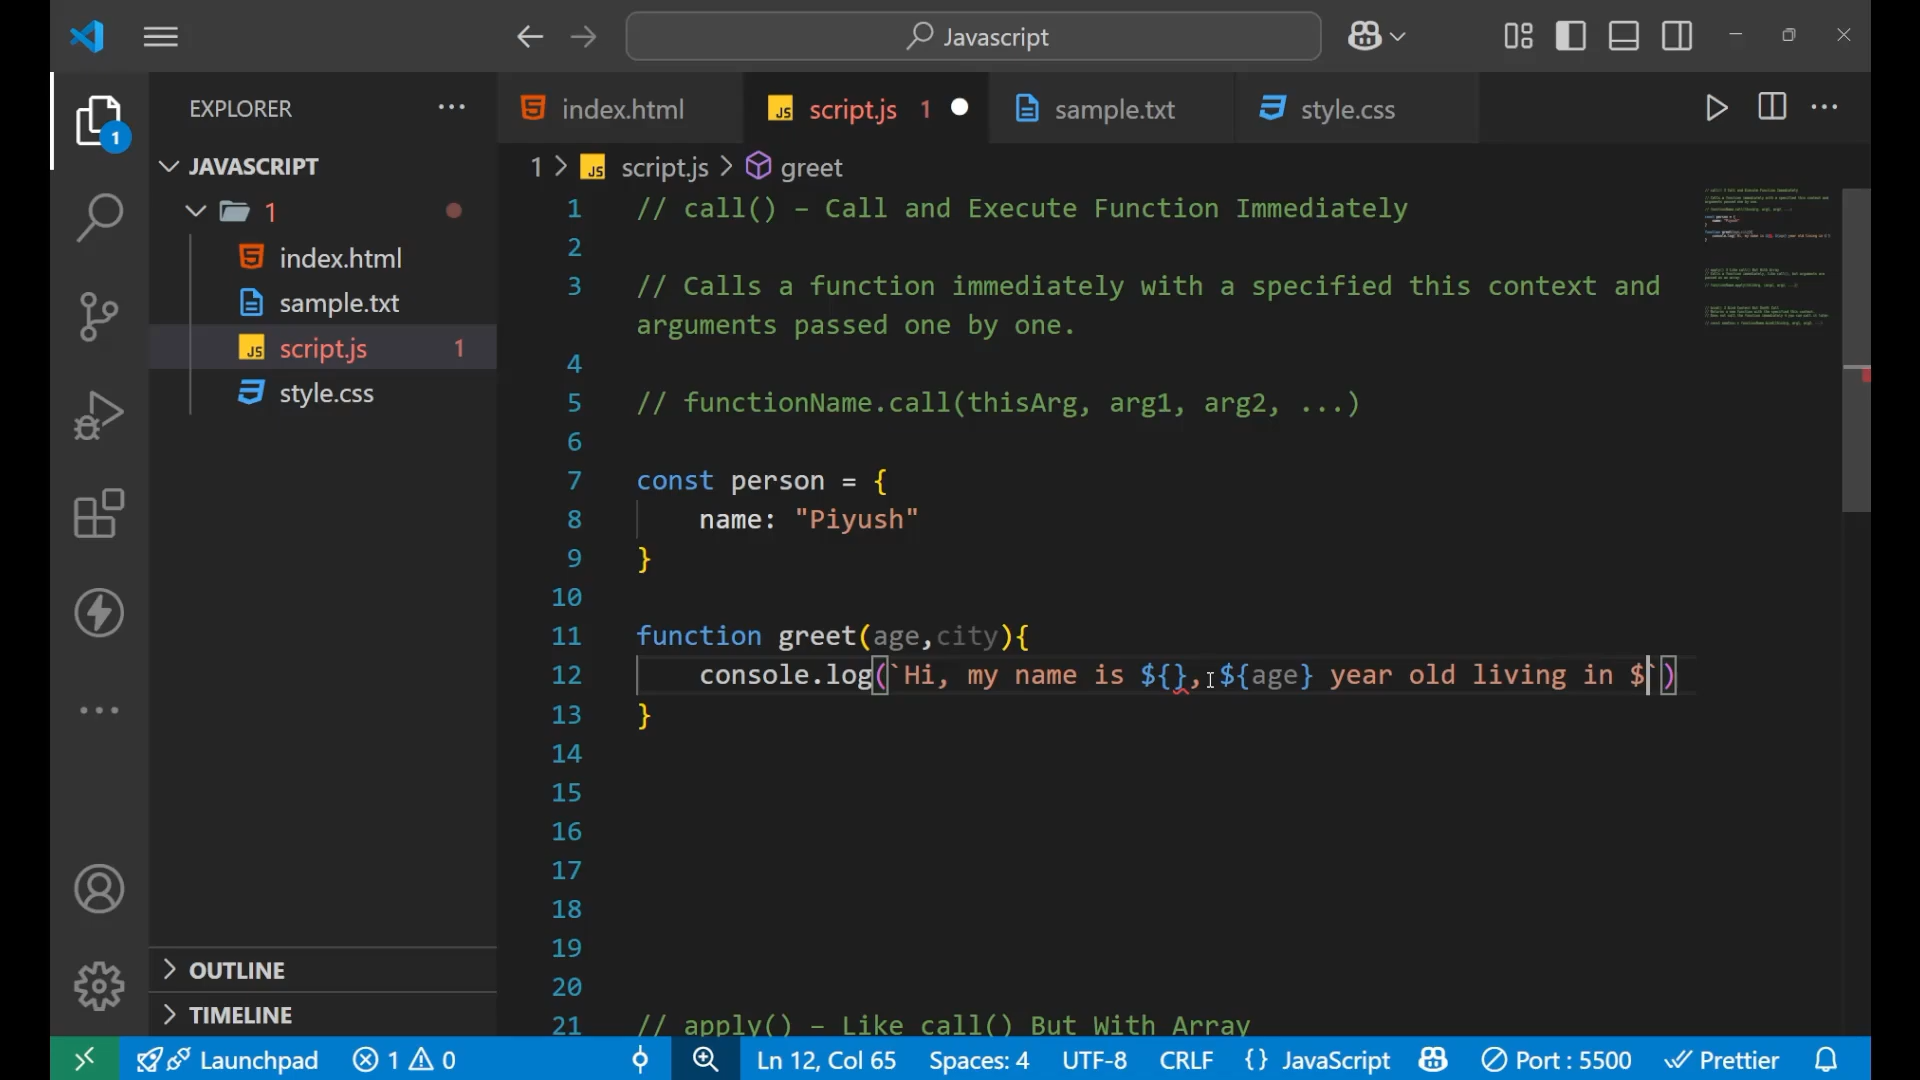 Javascript
EXPLORER
index.html
script.js 1
sample.txt
style.css
JAVASCRIPT
1 > script.js > greet
1
1
index.html
sample.txt
script.js 1
style.css
1 // call() – Call and Execute Function Immediately
2
3 // Calls a function immediately with a specified this context and
arguments passed one by one.
4
5 // functionName.call(thisArg, arg1, arg2, ...)
6
7 const person = {
8 name: "Piyush"
9 }
10
11 function greet(age,city){
12 console.log(`Hi, my name is ${}, ${age} year old living in $`)
13 }
14
15
16
17
18
19
20
21 // apply() – Like call() But With Array
OUTLINE
TIMELINE
Launchpad 1 0 Ln 12, Col 65 Spaces: 4 UTF-8 CRLF {} JavaScript Port : 5500 Prettier